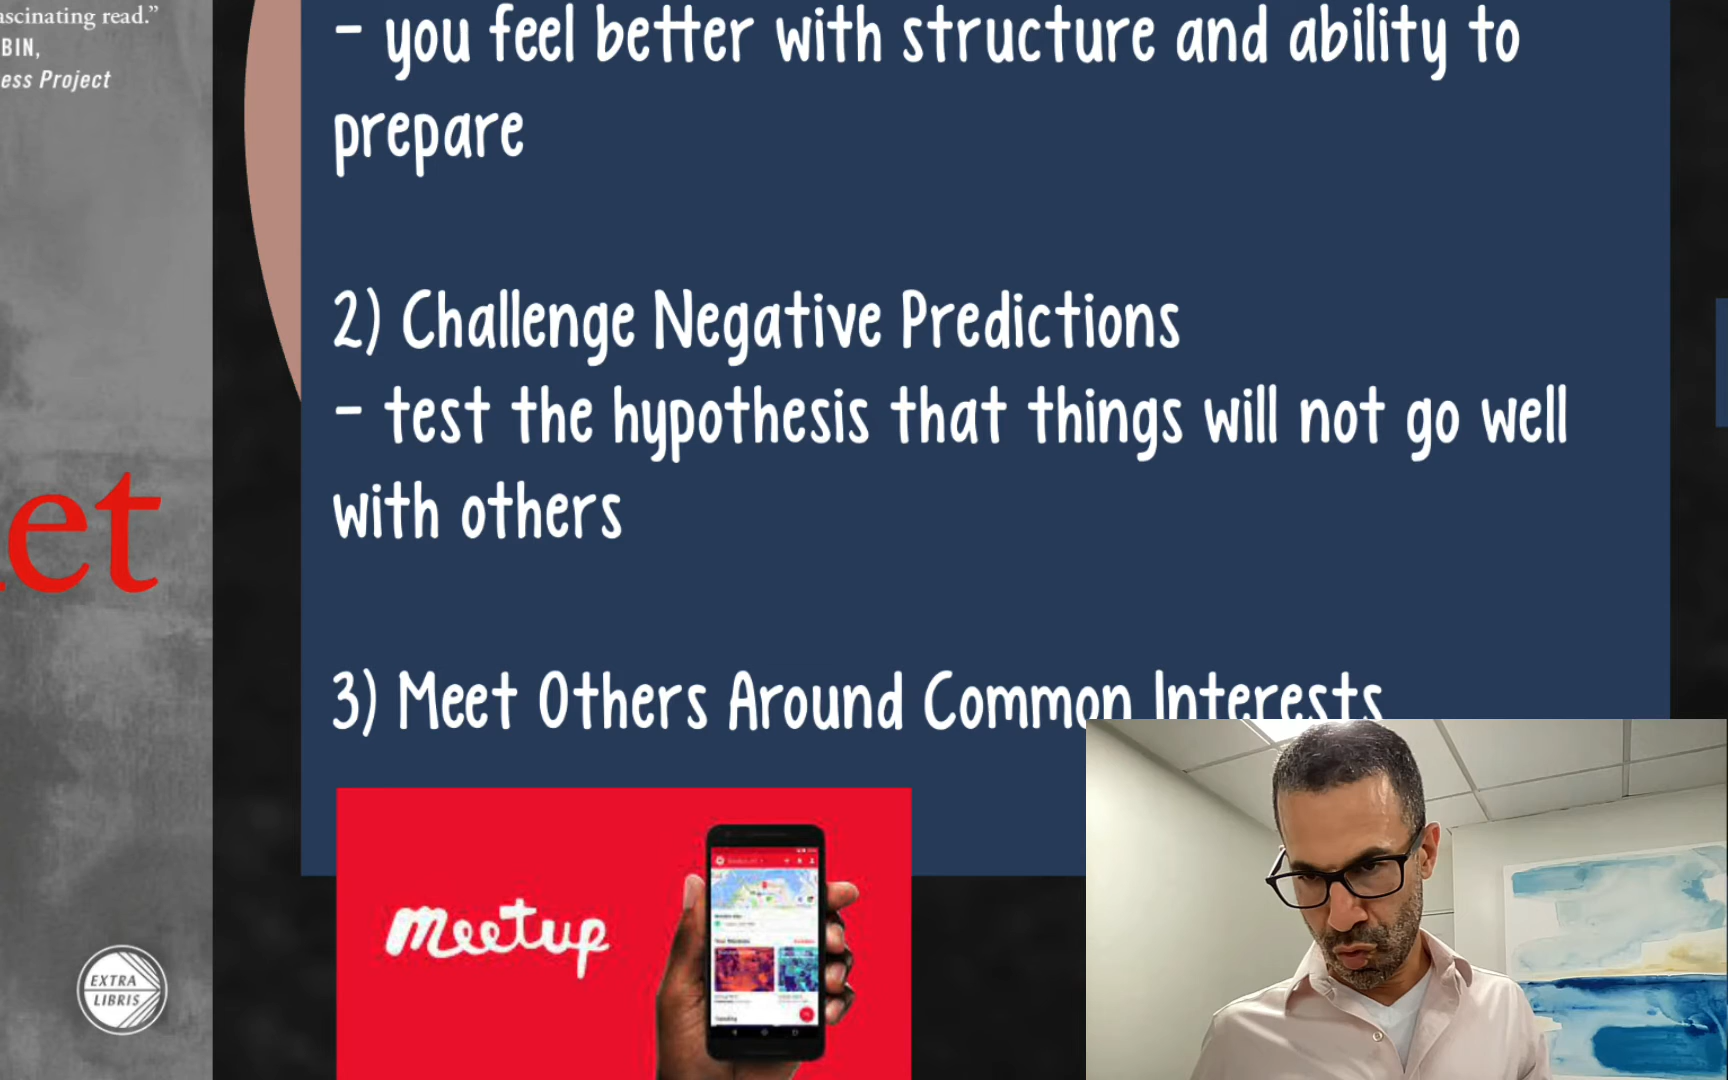 ascinating read.”
BIN,
ess Project
et
EXTRA
LIBRIS
- you feel better with structure and ability to
prepare
2) Challenge Negative Predictions
- test the hypothesis that things will not go well
with others
3) Meet Others Around Common Interests
meetup